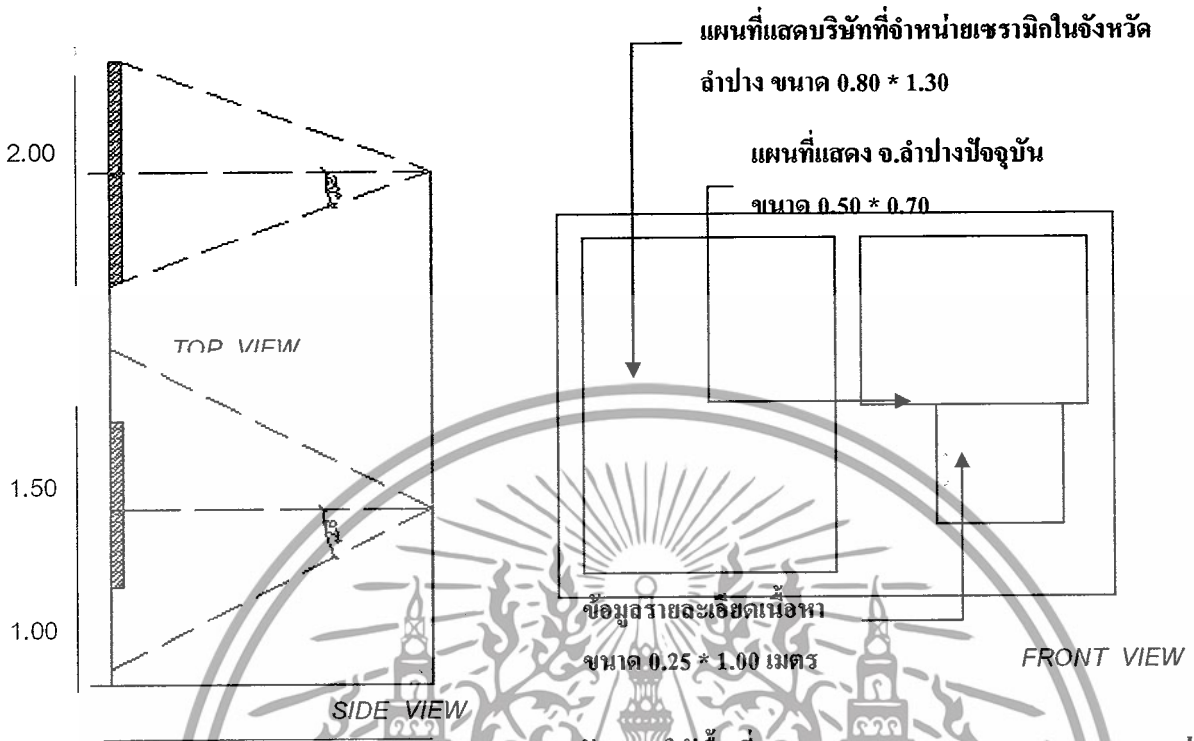 แผนที่แสดบริษัทที่จำหน่ายเซรามิกในจังหวัด
ลำปาง ขนาด 0.80 * 1.30
แผนที่แสดง จ.ลำปางปัจจุบัน
ขนาด 0.50 * 0.70
2.00
TOP VIEW
1.50
1.00
ข้อมูลรายละเอียดเนื้อหา
ขนาด 0.25 * 1.00 เมตร
FRONT VIEW
SIDE VIEW